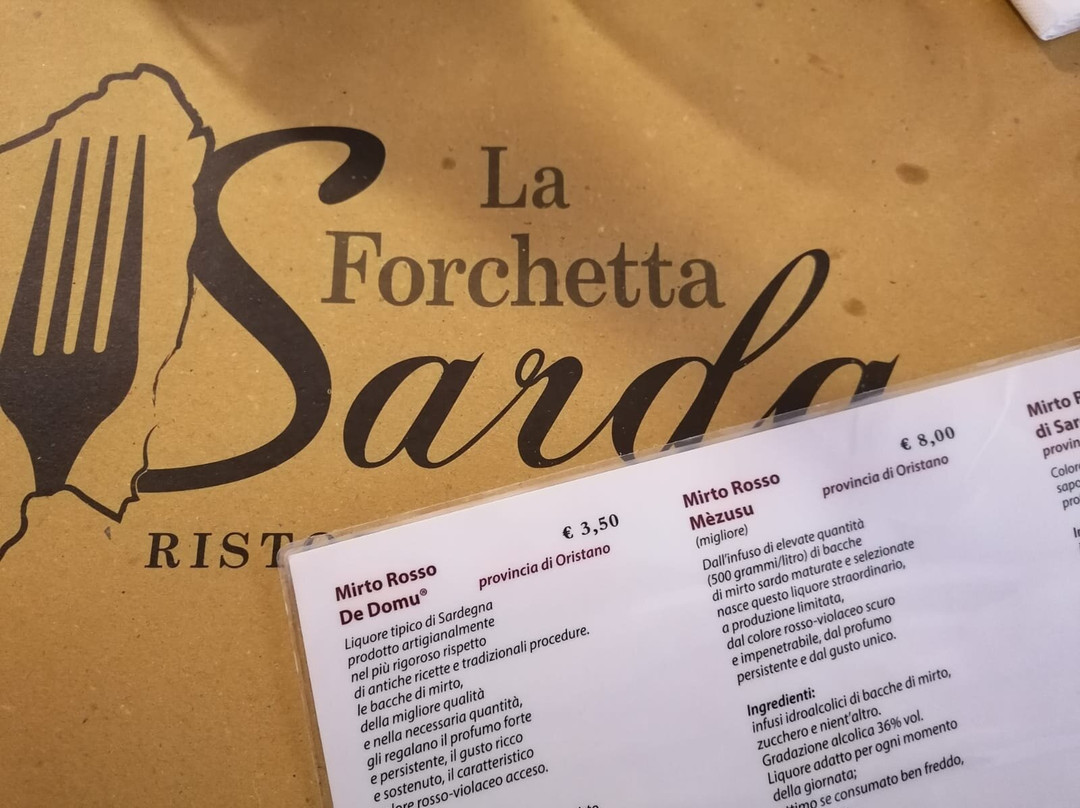 La
Forchetta
Sarda
RISTO
€ 3,50
Mirto Rosso
provincia di Oristano
De Domu®
Liquore tipico di Sardegna
prodotto artigianalmente
nel più rigoroso rispetto
di antiche ricette e tradizionali procedure.
le bacche di mirto,
della migliore qualità
e nella necessaria quantità,
gli regalano il profumo forte
e persistente, il gusto ricco
e sostenuto, il caratteristico
rosso-violaceo acceso.
€ 8,00
Mirto Rosso
provincia di Oristano
Mèzusu
(migliore)
Dall'infuso di elevate quantità
(500 grammi/litro) di bacche
di mirto sardo maturate e selezionate
nasce questo liquore straordinario,
a produzione limitata,
dal colore rosso-violaceo scuro
e impenetrabile, dal profumo
persistente e dal gusto unico.
Ingredienti:
infusi idroalcolici di bacche di mirto,
zucchero e nient'altro.
Gradazione alcolica 36% vol.
Liquore adatto per ogni momento
della giornata;
se consumato ben freddo,
Mirto
di